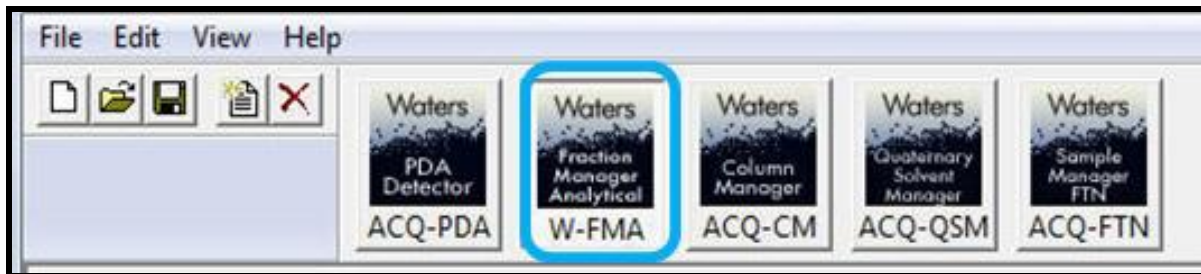 File Edit View Help
Waters
PDA
Detector
ACQ-PDA
Waters
Fraction
Manager
Analytical
W-FMA
Waters
Column
Manager
ACQ-CM
Waters
Quaternary
Solvent
Manager
ACQ-QSM
Waters
Sample
Manager
FTN
ACQ-FTN